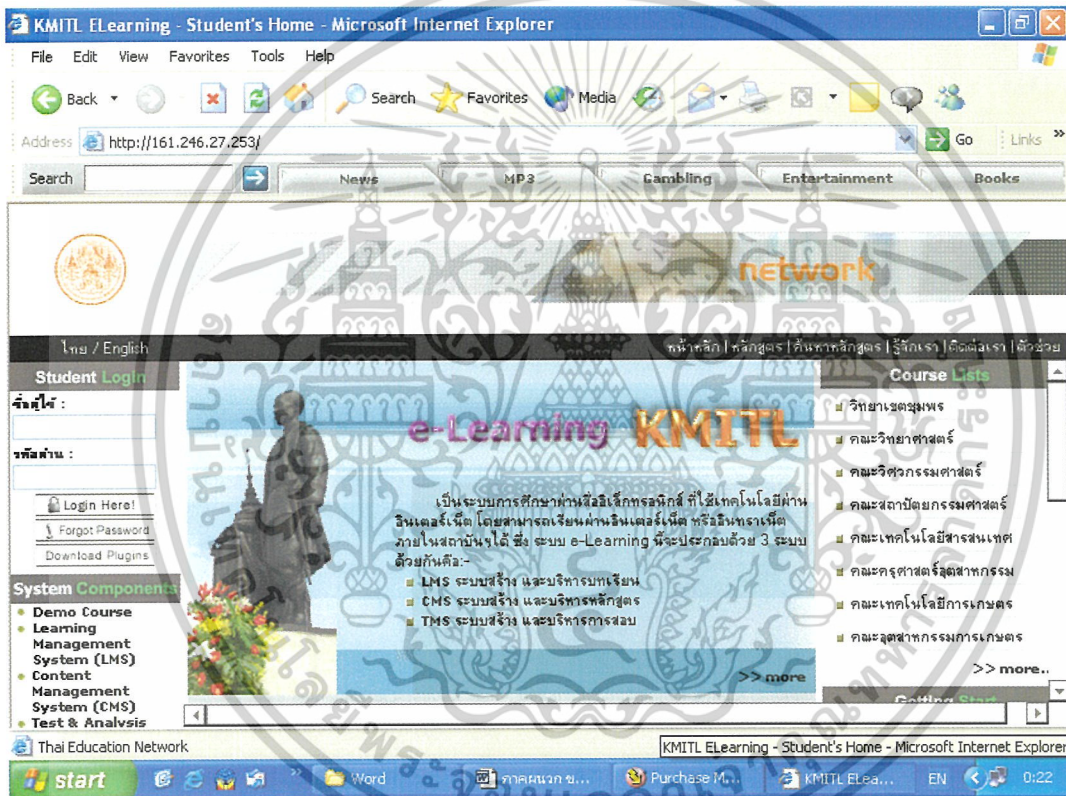 KMITL ELearning - Student's Home - Microsoft Internet Explorer
File Edit View Favorites Tools Help
Back Search Favorites Media
Address http://161.246.27.253/ Go Links »
Search News MP3 Gambling Entertainment Books
network
ไทย / English
หน้าหลัก | หลักสูตร | ค้นหาหลักสูตร | รู้จักเรา | ติดต่อเรา | ตัวช่วย
Student Login
ชื่อผู้ใช้ :
รหัสผ่าน :
Login Here!
Forgot Password
Download Plugins
System Components
Demo Course
Learning
Management
System (LMS)
Content
Management
System (CMS)
Test & Analysis
e-Learning KMITL
เป็นระบบการศึกษาผ่านสื่ออิเล็กทรอนิกส์ ที่ใช้เทคโนโลยีผ่าน
อินเตอร์เน็ต โดยสามารถเรียนผ่านอินเตอร์เน็ต หรืออินทราเน็ต
ภายในสถาบันฯได้ ซึ่ง ระบบ e-Learning นี้จะประกอบด้วย 3 ระบบ
ด้วยกันคือ:-
LMS ระบบสร้าง และบริหารบทเรียน
CMS ระบบสร้าง และบริหารหลักสูตร
TMS ระบบสร้าง และบริหารการสอบ
>> more
Course Lists
วิทยาเขตชุมพร
คณะวิทยาศาสตร์
คณะวิศวกรรมศาสตร์
คณะสถาปัตยกรรมศาสตร์
คณะเทคโนโลยีสารสนเทศ
คณะครุศาสตร์อุตสาหกรรม
คณะเทคโนโลยีการเกษตร
คณะอุตสาหกรรมการเกษตร
>> more..
Getting Start
Thai Education Network
KMITL ELearning - Student's Home - Microsoft Internet Explorer
start » Word ภาคผนวก ข... Purchase M... KMITL ELea... EN 0:22